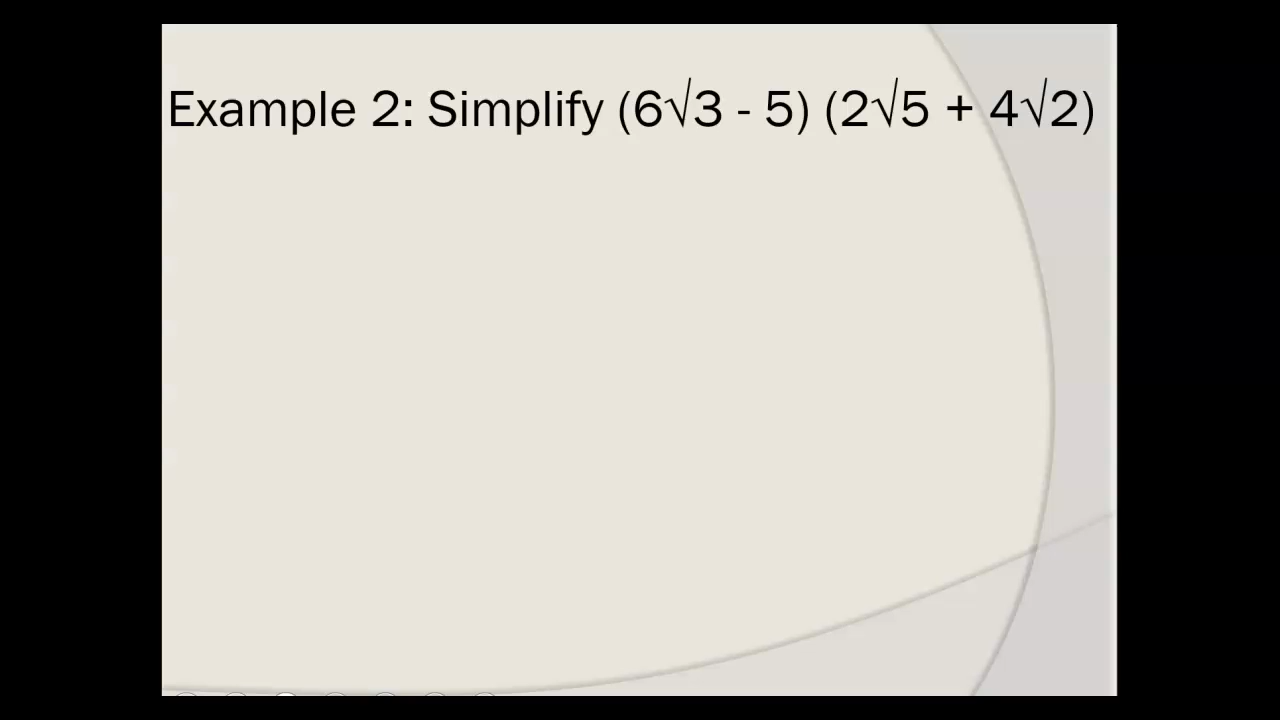 Example 2: Simplify (6√3 - 5) (2√5 + 4√2)